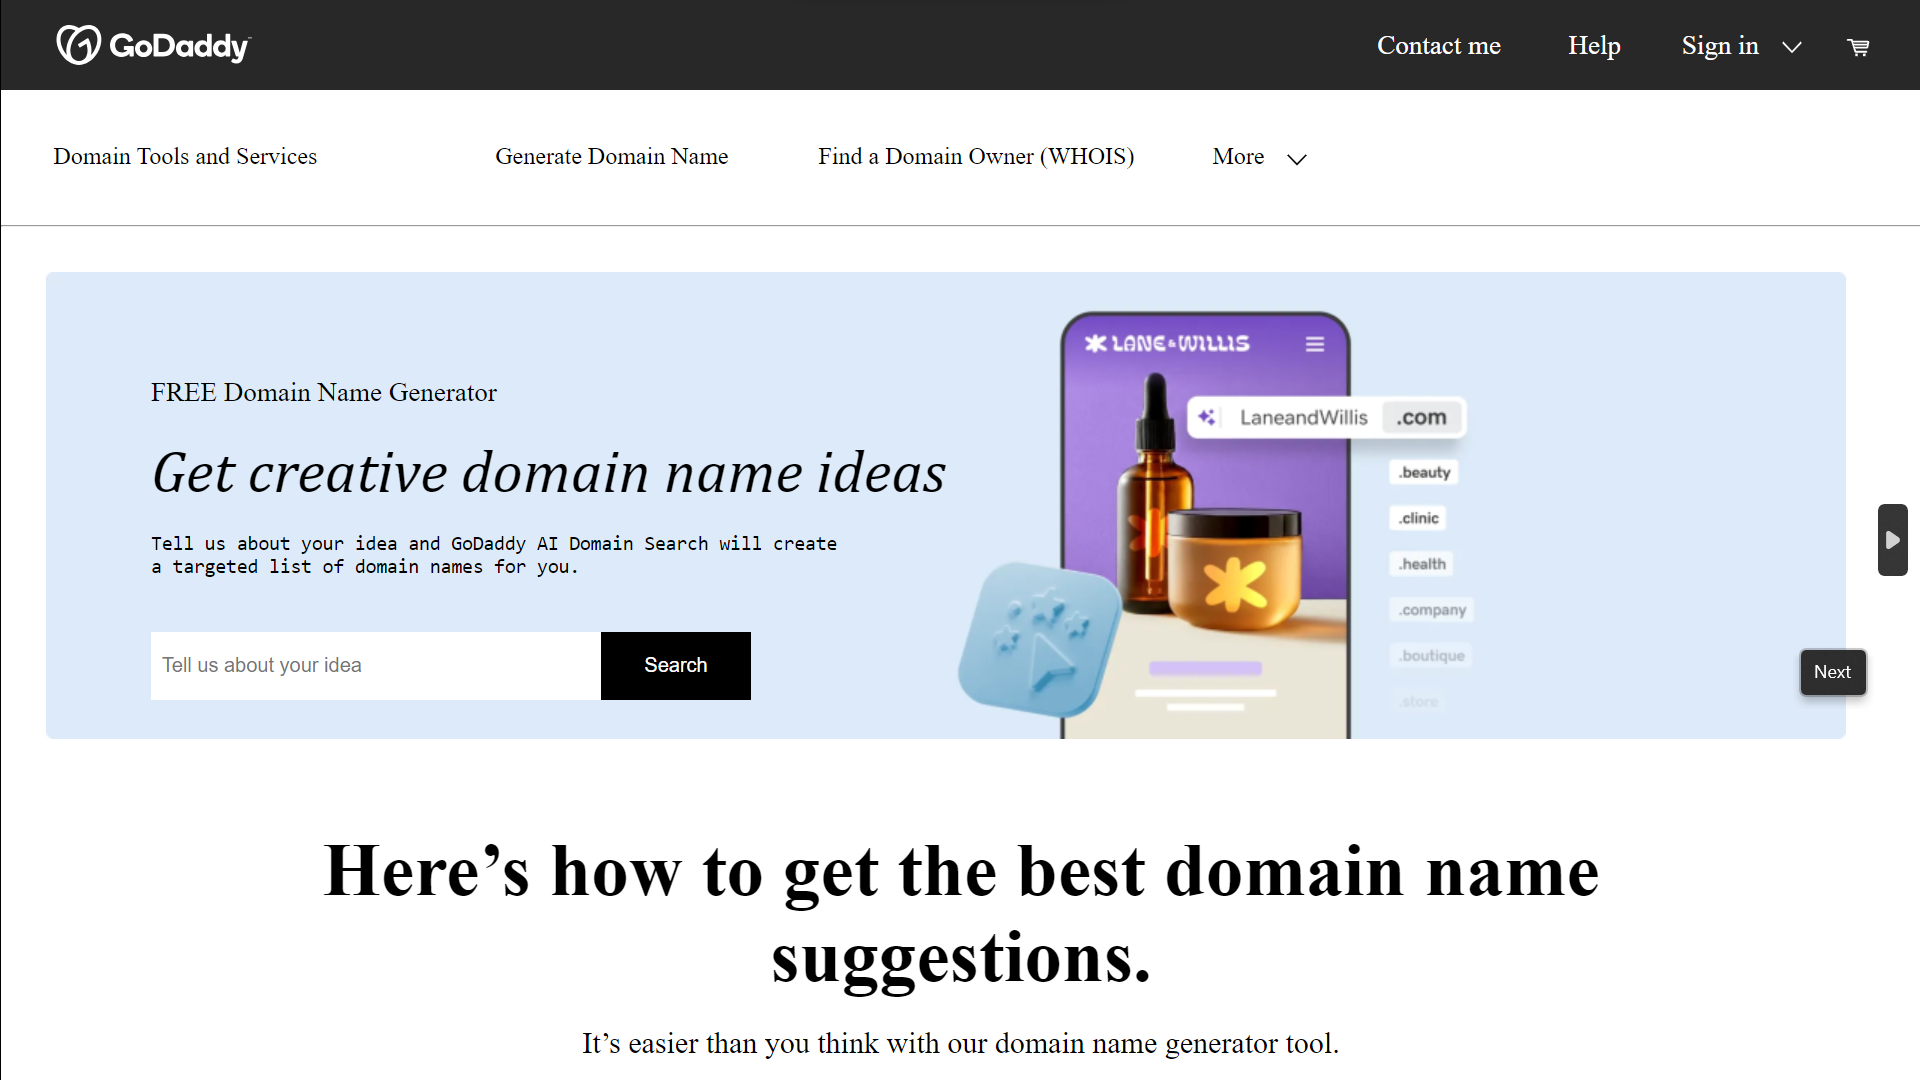 GoDaddy
Contact me
Help
Sign in
Domain Tools and Services
Generate Domain Name
Find a Domain Owner (WHOIS)
More
FREE Domain Name Generator
Get creative domain name ideas
Tell us about your idea and GoDaddy AI Domain Search will create
a targeted list of domain names for you.
Tell us about your idea
Search
LANE & WILLIS
LaneandWillis .com
.beauty
.clinic
.health
.company
.boutique
.store
Next
Here’s how to get the best domain name
suggestions.
It’s easier than you think with our domain name generator tool.